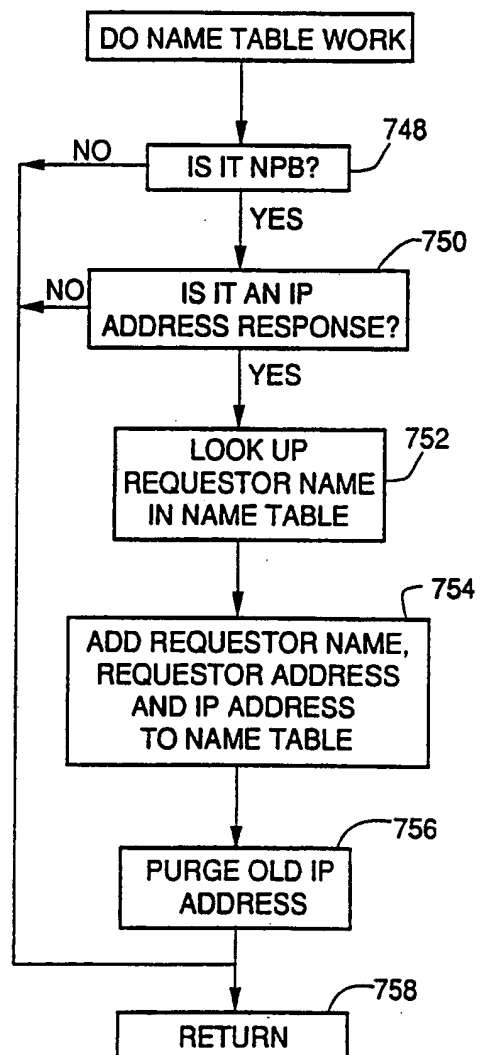 DO NAME TABLE WORK
748
NO
IS IT NPB?
YES
750
NO
IS IT AN IP
ADDRESS RESPONSE?
YES
752
LOOK UP
REQUESTOR NAME
IN NAME TABLE
754
ADD REQUESTOR NAME,
REQUESTOR ADDRESS
AND IP ADDRESS
TO NAME TABLE
756
PURGE OLD IP
ADDRESS
758
RETURN